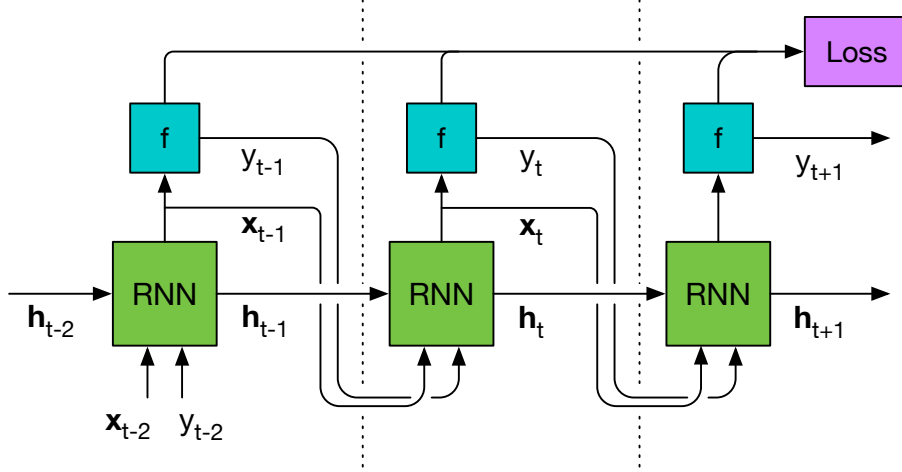 Loss
f
f
f
y_{t-1}
y_t
y_{t+1}
𝐱_{t-1}
𝐱_t
RNN
RNN
RNN
𝐡_{t-2}
𝐡_{t-1}
𝐡_t
𝐡_{t+1}
𝐱_{t-2}
y_{t-2}